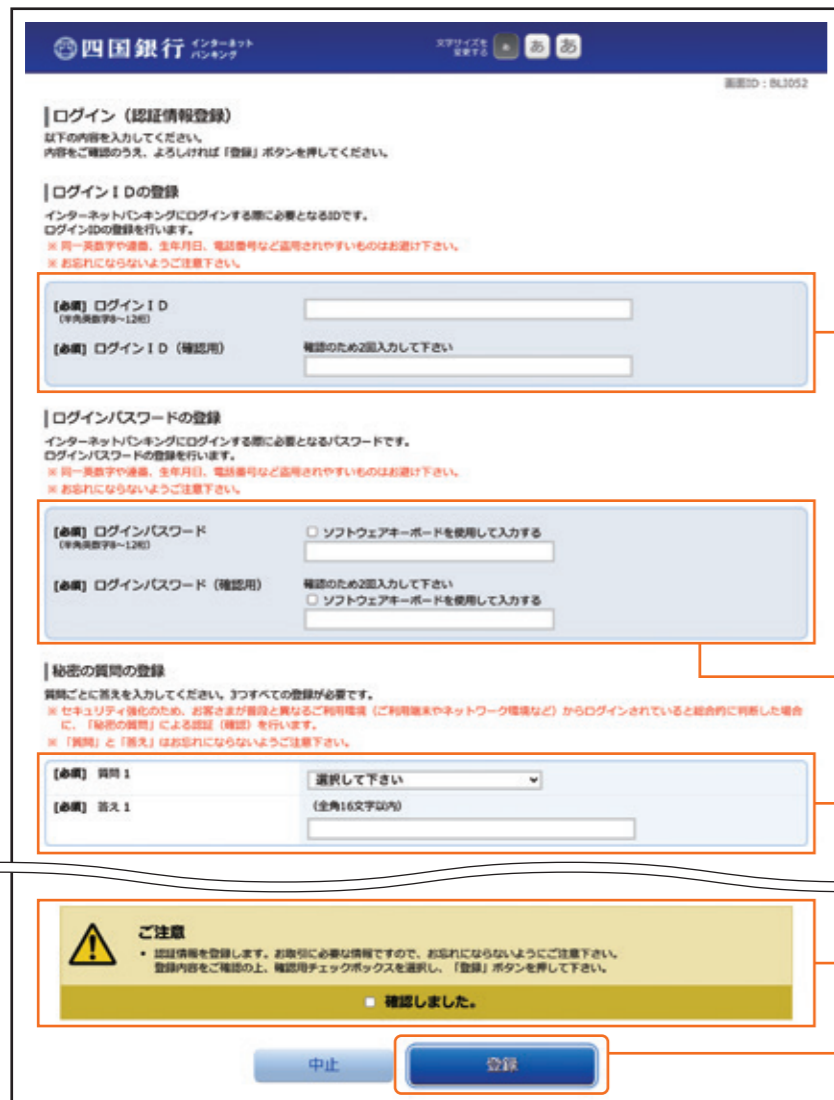 四国銀行 インターネット
バンキング
文字サイズを
変更する
あ あ
画面ID：BLI052
ログイン（認証情報登録）
以下の内容を入力してください。
内容をご確認のうえ、よろしければ「登録」ボタンを押してください。
ログインＩＤの登録
インターネットバンキングにログインする際に必要となるIDです。
ログインIDの登録を行います。
※ 同一英数字や連番、生年月日、電話番号など盗用されやすいものはお避け下さい。
※ お忘れにならないようご注意下さい。
[必須] ログインＩＤ
（半角英数字8～12桁）
[必須] ログインＩＤ（確認用） 確認のため2回入力して下さい
ログインパスワードの登録
インターネットバンキングにログインする際に必要となるパスワードです。
ログインパスワードの登録を行います。
※ 同一英数字や連番、生年月日、電話番号など盗用されやすいものはお避け下さい。
※ お忘れにならないようご注意下さい。
[必須] ログインパスワード ソフトウェアキーボードを使用して入力する
（半角英数字8～12桁）
[必須] ログインパスワード（確認用） 確認のため2回入力して下さい
ソフトウェアキーボードを使用して入力する
秘密の質問の登録
質問ごとに答えを入力してください。3つすべての登録が必要です。
※ セキュリティ強化のため、お客さまが普段と異なるご利用環境（ご利用端末やネットワーク環境など）からログインされていると総合的に判断した場合
に、「秘密の質問」による認証（確認）を行います。
※ 「質問」と「答え」はお忘れにならないようご注意下さい。
[必須] 質問１ 選択して下さい
[必須] 答え１ （全角16文字以内）
ご注意
• 認証情報を登録します。お取引に必要な情報ですので、お忘れにならないようにご注意下さい。
登録内容をご確認の上、確認用チェックボックスを選択し、「登録」ボタンを押して下さい。
確認しました。
中止 登録